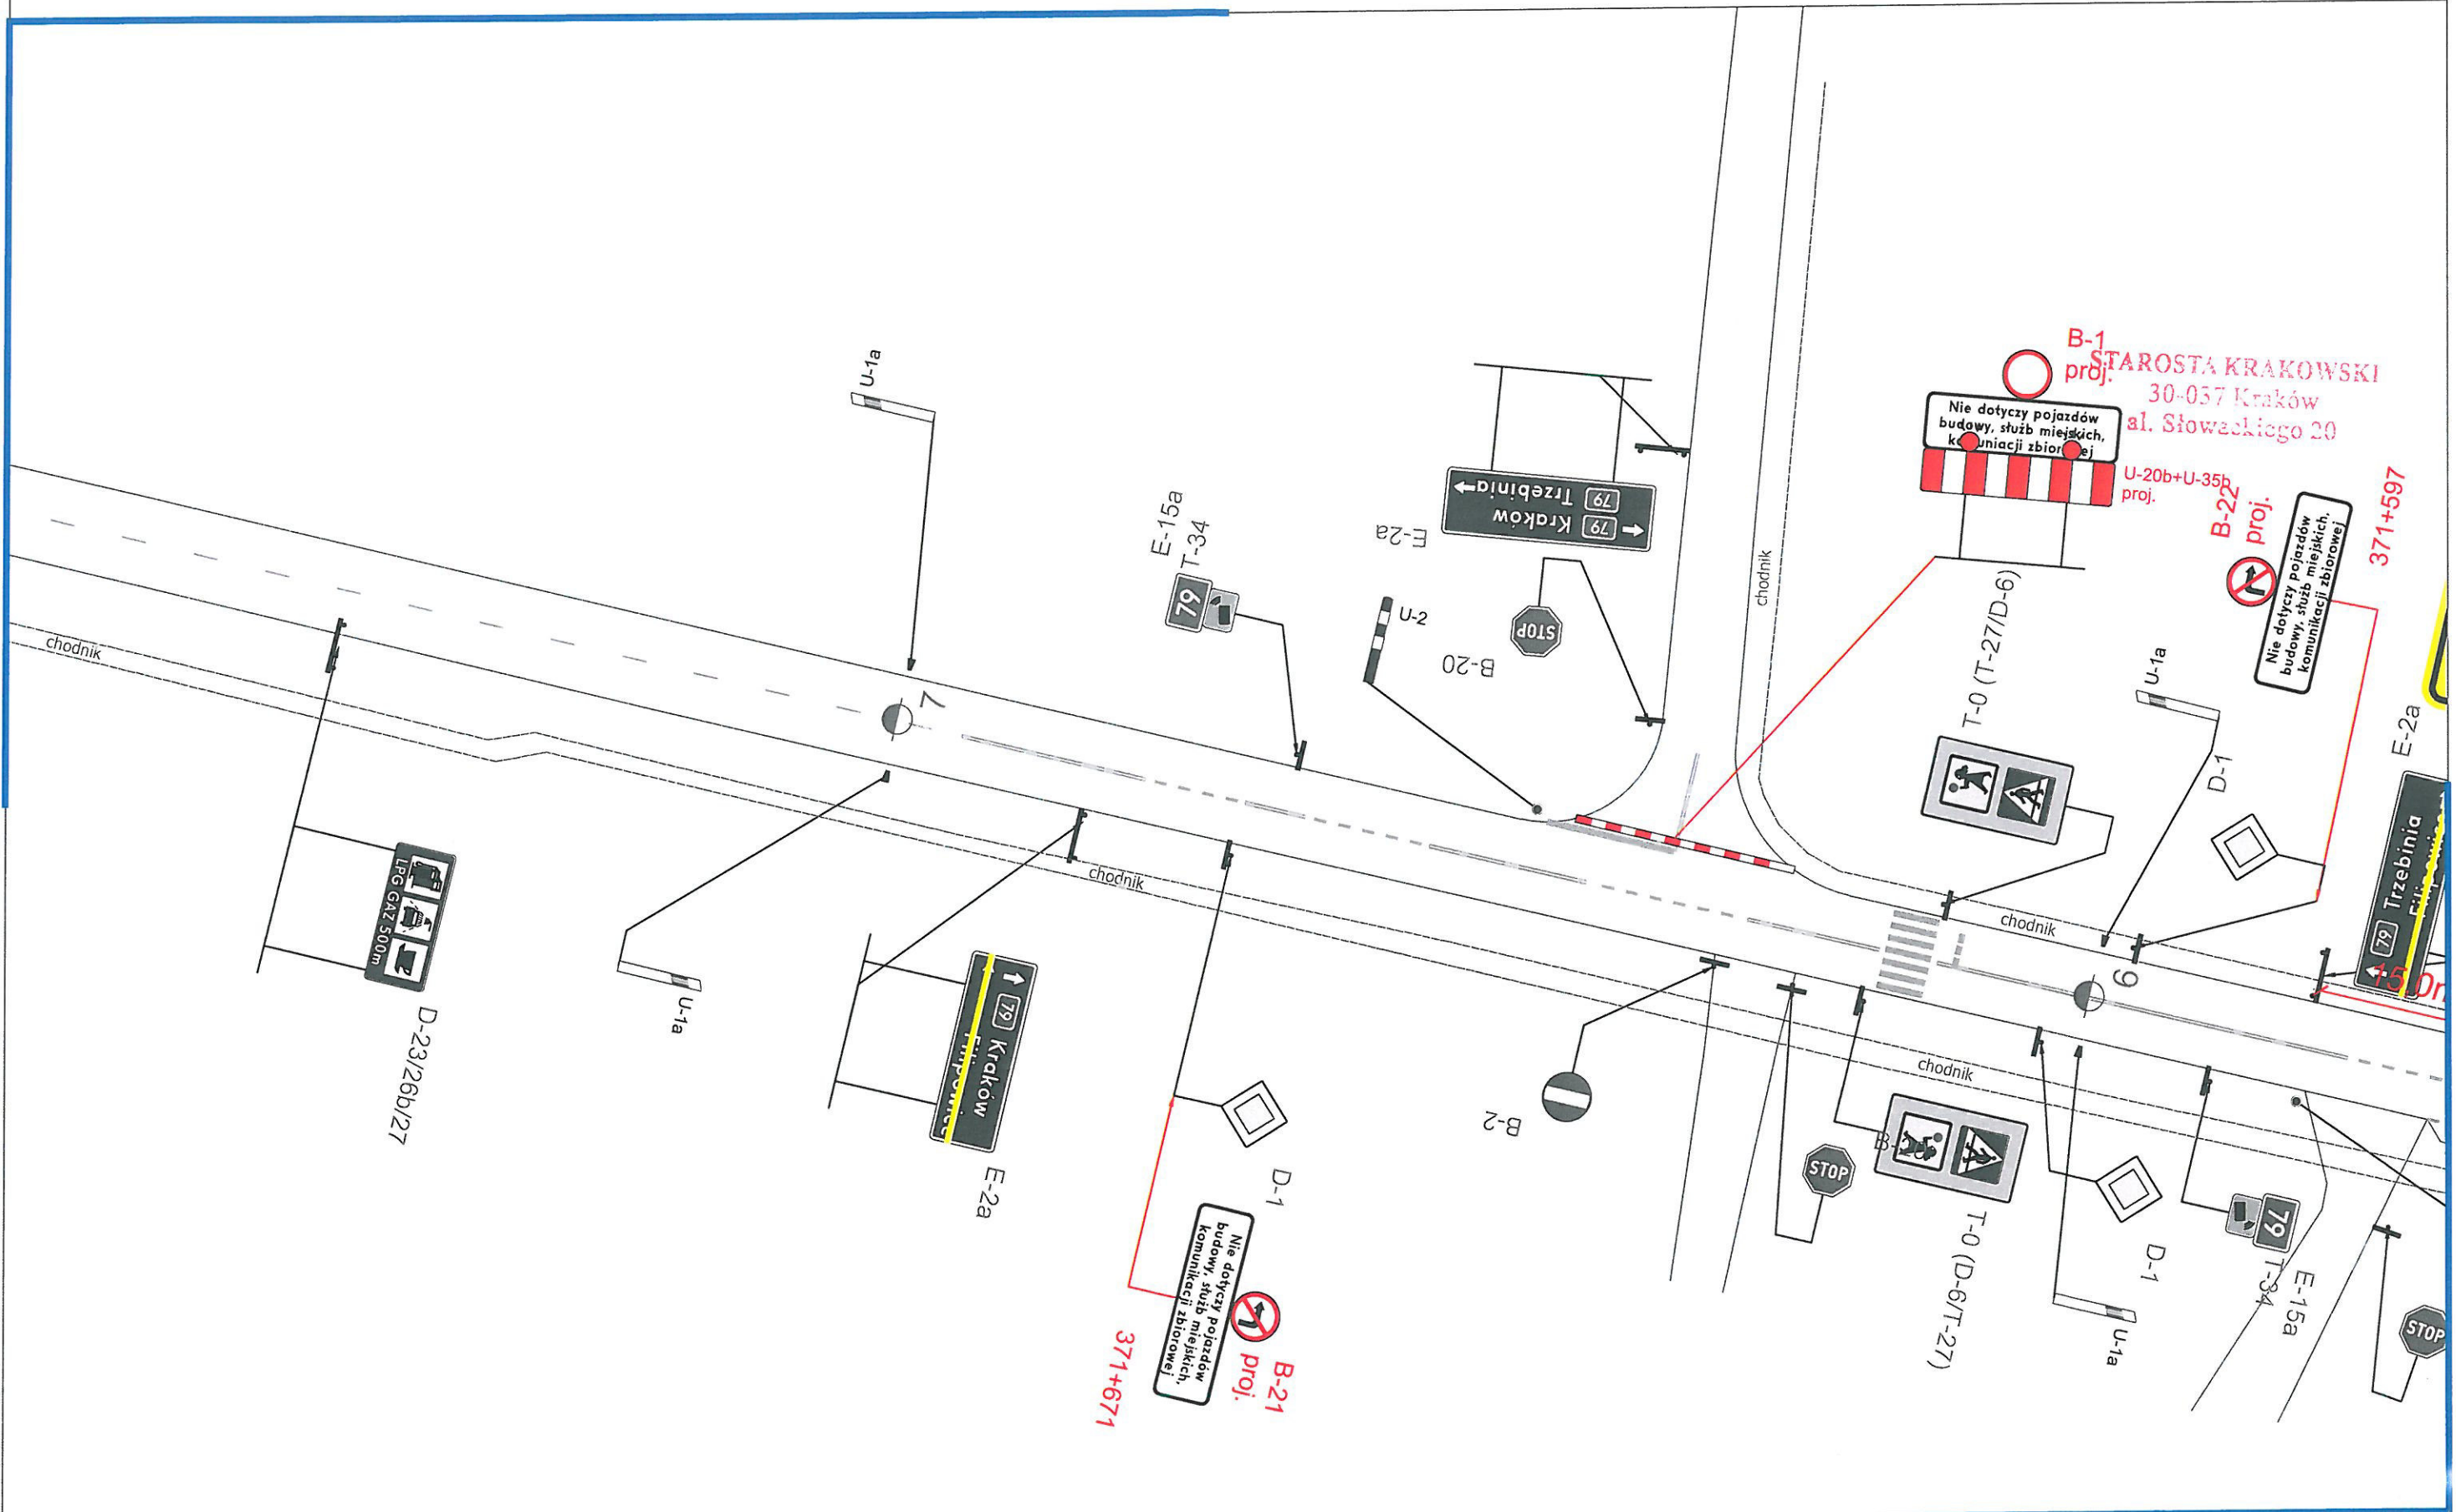 U-1a
E-15a
T-34
79
U-2
E-2a
79 Kraków
79 Trzebinia
B-20
STOP
chodnik
B-1
proj.
STAROSTA KRAKOWSKI
30-037 Kraków
al. Słowackiego 20
Nie dotyczy pojazdów
budowy, służb miejskich,
U-20b+U-35b
proj.
B-22
proj.
Nie dotyczy pojazdów
budowy, służb miejskich,
komunikacji zbiorowej
371+597
T-0 (T-27/D-6)
U-1a
D-1
E-2a
79 Trzebinia
15,0
chodnik
7
chodnik
chodnik
chodnik
6
LPG GAZ 500m
D-23/26b/27
U-1a
79 Kraków
E-2a
D-1
Nie dotyczy pojazdów
budowy, służb miejskich,
komunikacji zbiorowej
B-21
proj.
371+671
B-2
STOP
B-
T-0 (D-6/T-27)
D-1
U-1a
79
T-34
E-15a
STOP